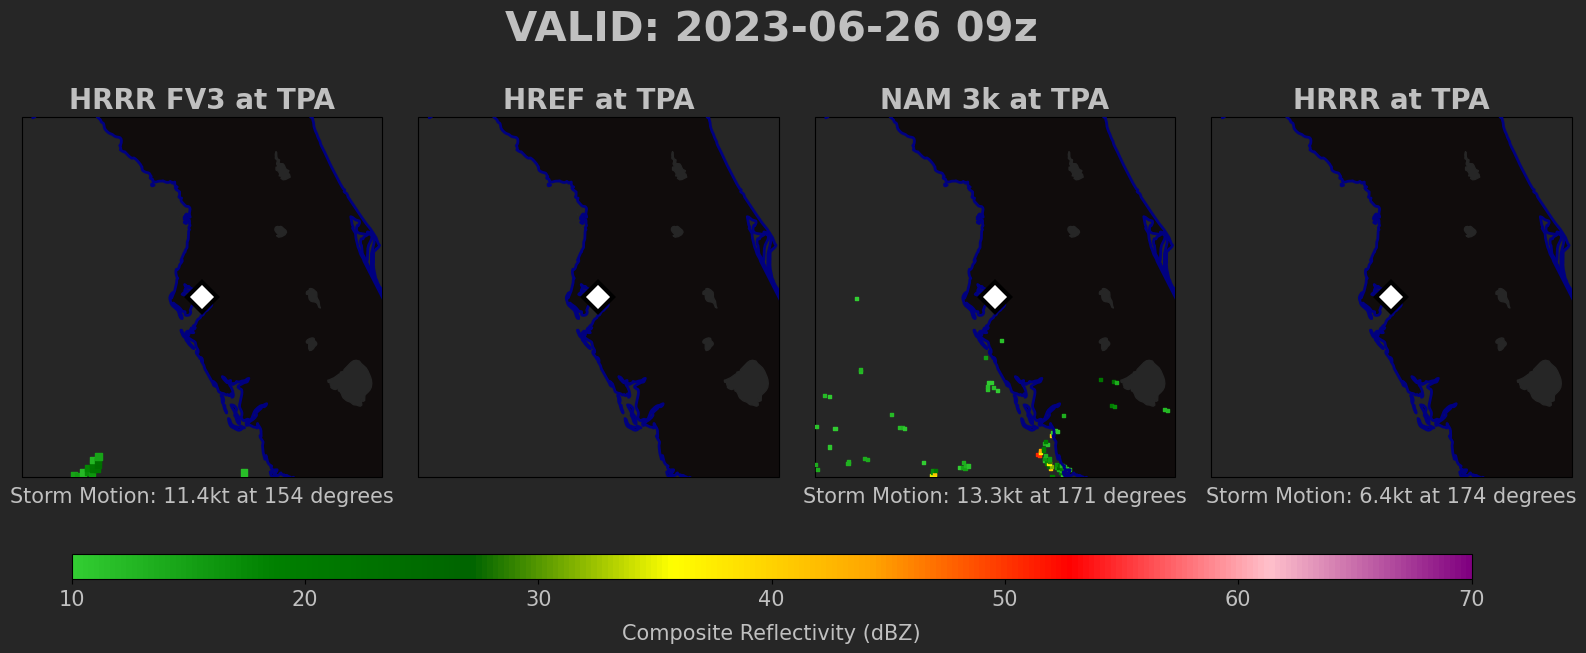 VALID: 2023-06-26 09z
HRRR FV3 at TPA
HREF at TPA
NAM 3k at TPA
HRRR at TPA
Storm Motion: 11.4kt at 154 degrees
Storm Motion: 13.3kt at 171 degrees
Storm Motion: 6.4kt at 174 degrees
10 20 30 40 50 60 70
Composite Reflectivity (dBZ)